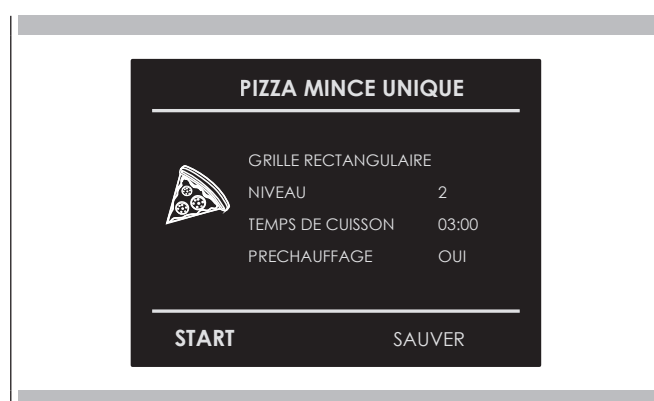 PIZZA MINCE UNIQUE
GRILLE RECTANGULAIRE
NIVEAU 2
TEMPS DE CUISSON 03:00
PRECHAUFFAGE OUI
START SAUVER